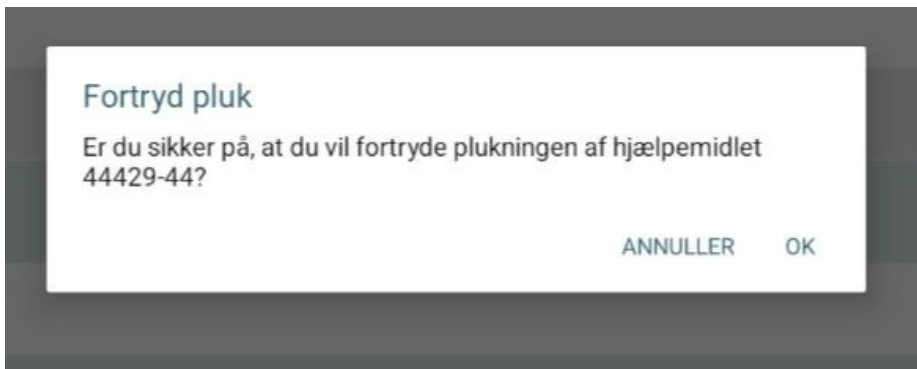 Fortryd pluk
Er du sikker på, at du vil fortryde plukningen af hjælpemidlet
44429-44?
ANNULLER OK